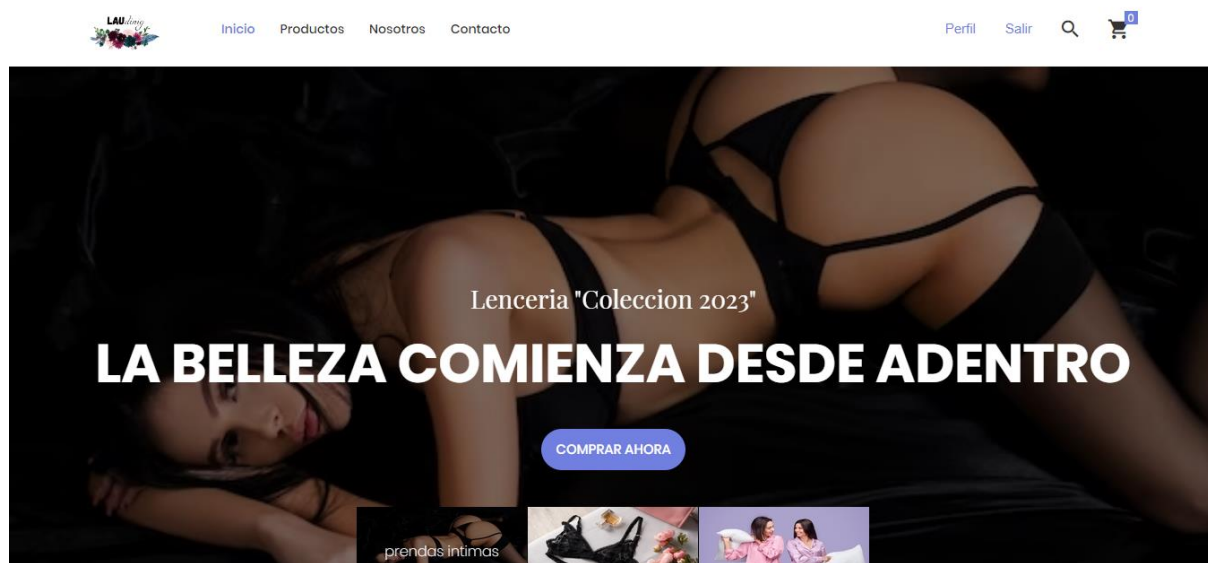 LAUdimg
Inicio
Productos
Nosotros
Contacto
Perfil
Salir
0
Lenceria "Coleccion 2023"
LA BELLEZA COMIENZA DESDE ADENTRO
COMPRAR AHORA
prendas intimas